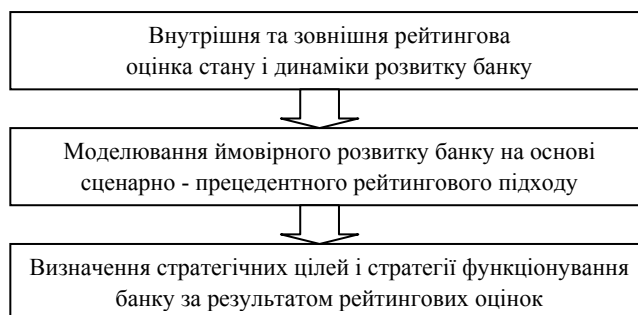 Внутрішня та зовнішня рейтингова
оцінка стану і динаміки розвитку банку
Моделювання ймовірного розвитку банку на основі
сценарно - прецедентного рейтингового підходу
Визначення стратегічних цілей і стратегії функціонування
банку за результатом рейтингових оцінок